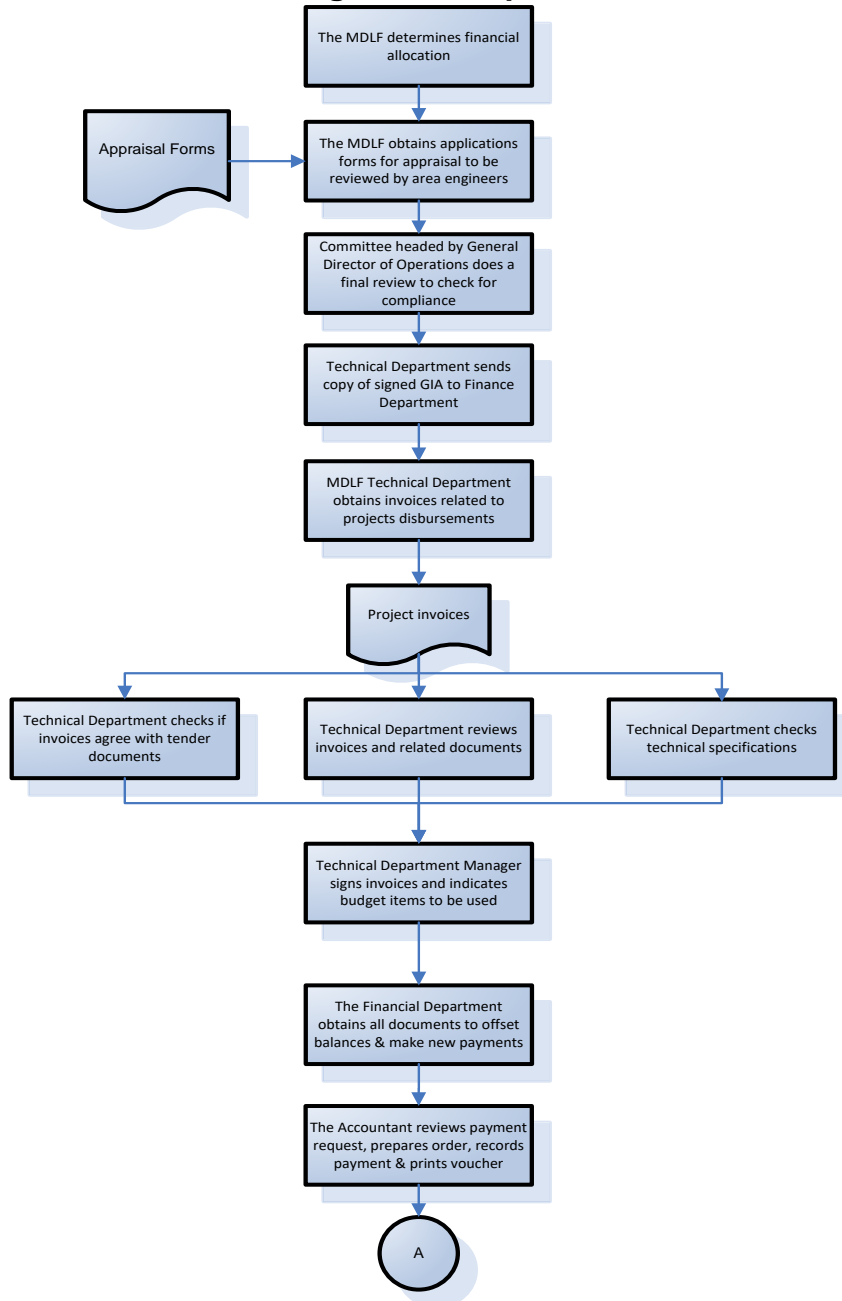 The MDLF determines financial
allocation
Appraisal Forms
The MDLF obtains applications
forms for appraisal to be
reviewed by area engineers
Committee headed by General
Director of Operations does a
final review to check for
compliance
Technical Department sends
copy of signed GIA to Finance
Department
MDLF Technical Department
obtains invoices related to
projects disbursements
Project invoices
Technical Department checks if
invoices agree with tender
documents
Technical Department reviews
invoices and related documents
Technical Department checks
technical specifications
Technical Department Manager
signs invoices and indicates
budget items to be used
The Financial Department
obtains all documents to offset
balances & make new payments
The Accountant reviews payment
request, prepares order, records
payment & prints voucher
A